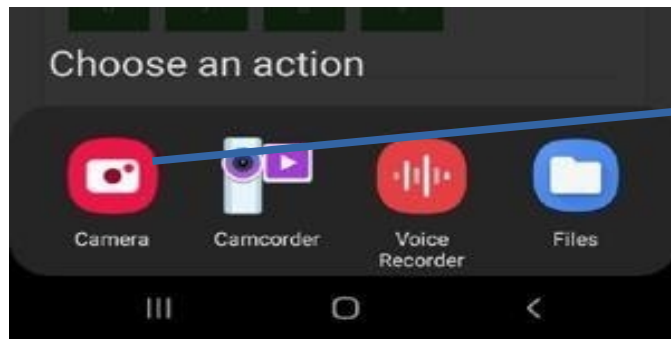 Choose an action
Camera
Camcorder
Voice
Recorder
Files